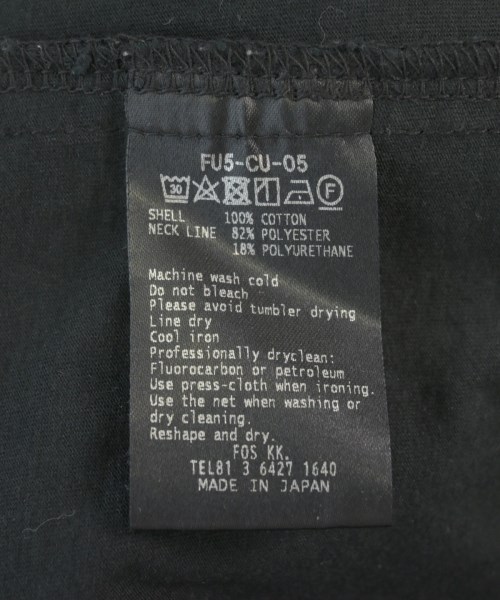 FU5-CU-05
30 F
SHELL 100% COTTON
NECK LINE 82% POLYESTER
18% POLYURETHANE
Machine wash cold
Do not bleach
Please avoid tumbler drying
Line dry
Cool iron
Professionally dryclean:
Fluorocarbon or petroleum
Use press-cloth when ironing.
Use the net when washing or
dry cleaning.
Reshape and dry.
FOS KK.
TEL81 3 6427 1640
MADE IN JAPAN